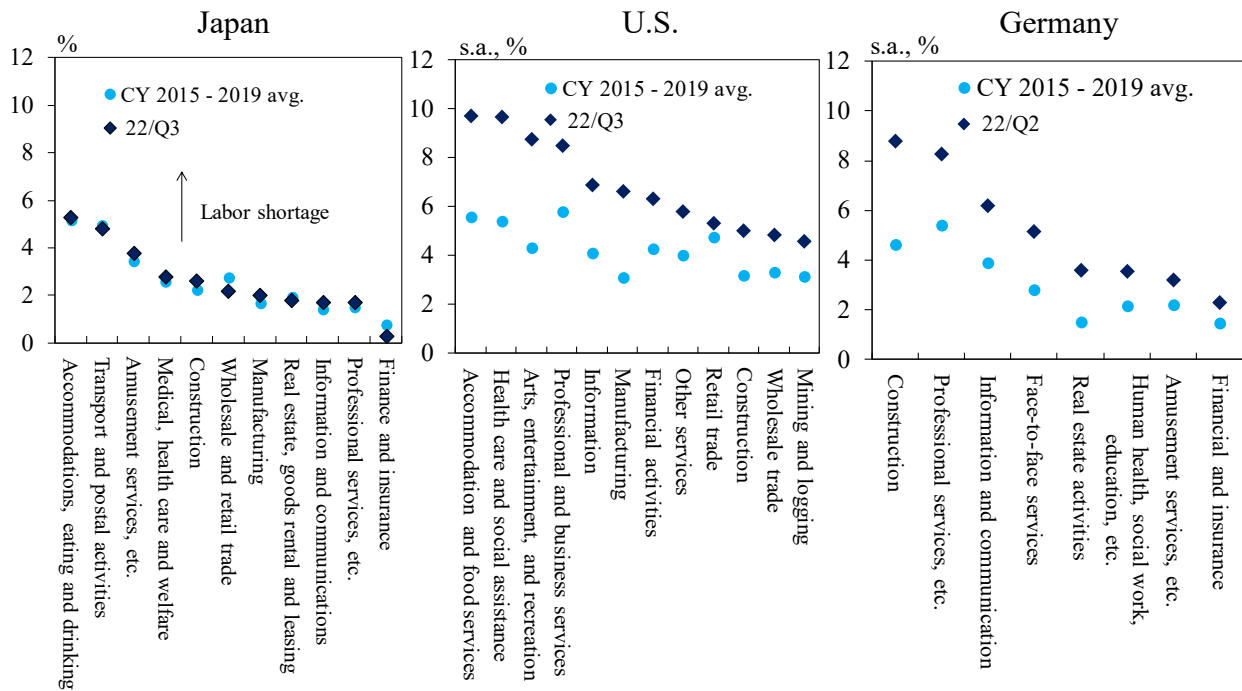 Japan
%
12
10
8
6
4
2
0
CY 2015 - 2019 avg.
22/Q3
Labor shortage
Accommodations, eating and drinking
Transport and postal activities
Amusement services, etc.
Medical, health care and welfare
Construction
Wholesale and retail trade
Manufacturing
Real estate, goods rental and leasing
Information and communications
Professional services, etc.
Finance and insurance
U.S.
s.a., %
12
10
8
6
4
2
0
CY 2015 - 2019 avg.
22/Q3
Accommodation and food services
Health care and social assistance
Arts, entertainment, and recreation
Professional and business services
Information
Manufacturing
Financial activities
Other services
Retail trade
Construction
Wholesale trade
Mining and logging
Germany
s.a., %
12
10
8
6
4
2
0
CY 2015 - 2019 avg.
22/Q2
Construction
Professional services, etc.
Information and communication
Face-to-face services
Real estate activities
Human health, social work,
education, etc.
Amusement services, etc.
Financial and insurance